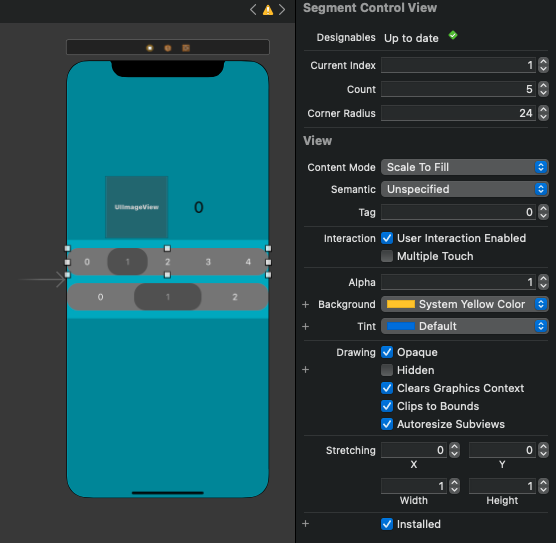 Segment Control View
Designables Up to date
Current Index 1
Count 5
Corner Radius 24
View
Content Mode Scale To Fill
Semantic Unspecified
Tag 0
Interaction User Interaction Enabled
Multiple Touch
Alpha 1
+ Background System Yellow Color
+ Tint Default
Drawing Opaque
+ Hidden
Clears Graphics Context
Clips to Bounds
Autoresize Subviews
Stretching 0 0
X Y
1 1
Width Height
+ Installed
UIImageView 0
0 1 2 3 4
0 1 2